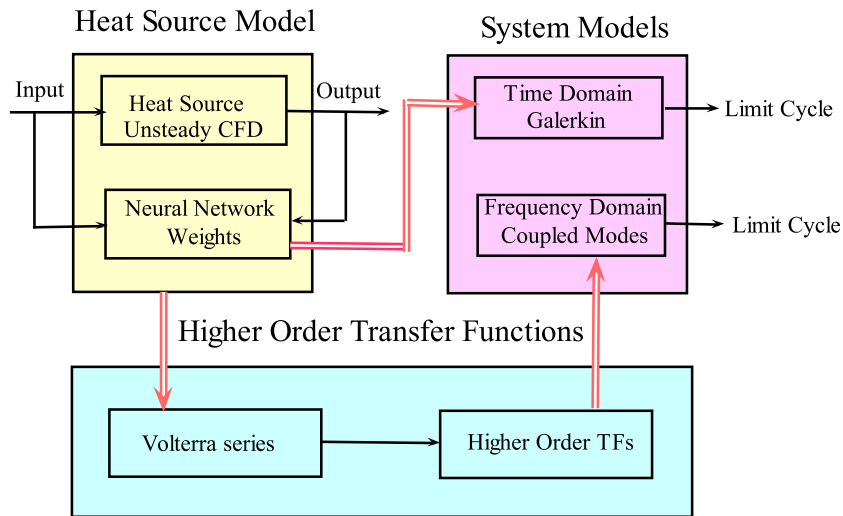 Heat Source Model
System Models
Input
Heat Source
Unsteady CFD
Output
Time Domain
Galerkin
Limit Cycle
Neural Network
Weights
Frequency Domain
Coupled Modes
Limit Cycle
Higher Order Transfer Functions
Volterra series
Higher Order TFs